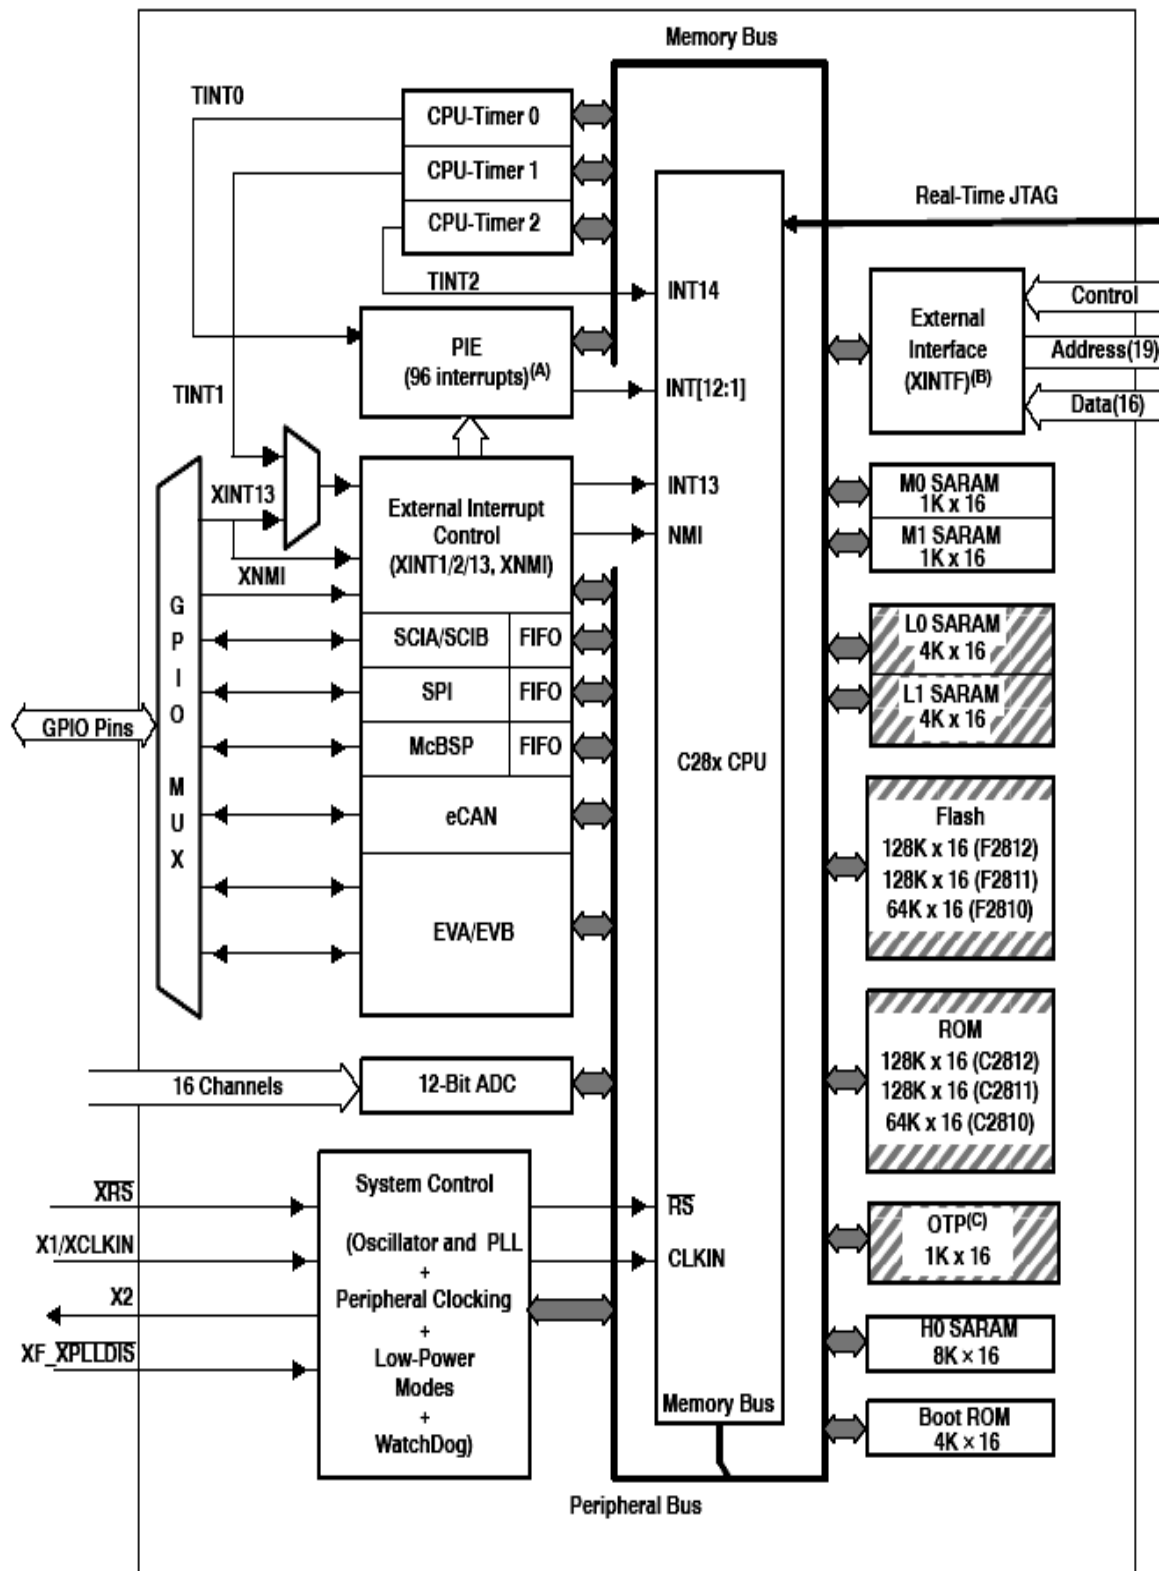 Memory Bus
TINT0
CPU-Timer 0
CPU-Timer 1
CPU-Timer 2
Real-Time JTAG
TINT2
INT14
Control
External
Interface
(XINTF)(B)
Address(19)
Data(16)
PIE
(96 interrupts)(A)
INT[12:1]
TINT1
XINT13
External Interrupt
Control
(XINT1/2/13, XNMI)
INT13
NMI
M0 SARAM
1K x 16
M1 SARAM
1K x 16
XNMI
G
P
I
O
M
U
X
GPIO Pins
SCIA/SCIB
FIFO
SPI
FIFO
McBSP
FIFO
eCAN
EVA/EVB
C28x CPU
L0 SARAM
4K x 16
L1 SARAM
4K x 16
Flash
128K x 16 (F2812)
128K x 16 (F2811)
64K x 16 (F2810)
ROM
128K x 16 (C2812)
128K x 16 (C2811)
64K x 16 (C2810)
16 Channels
12-Bit ADC
System Control
(Oscillator and PLL
+
Peripheral Clocking
+
Low-Power
Modes
+
WatchDog)
XRS
X1/XCLKIN
X2
XF_XPLLDIS
RS
CLKIN
OTP(C)
1K x 16
H0 SARAM
8K × 16
Boot ROM
4K × 16
Memory Bus
Peripheral Bus